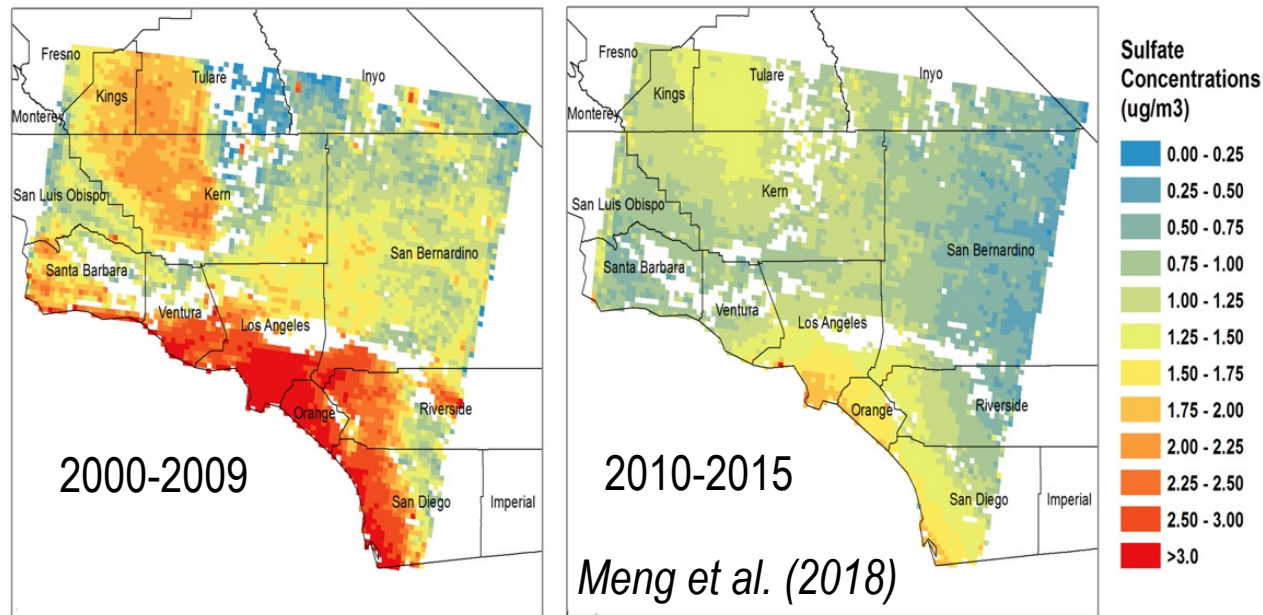 Fresno
Tulare
Inyo
Kings
Monterey
Kern
San Luis Obispo
San Bernardino
Santa Barbara
Ventura
Los Angeles
Orange
Riverside
2000-2009
San Diego
Imperial
Fresno
Tulare
Inyo
Kings
Monterey
Kern
San Luis Obispo
San Bernardino
Santa Barbara
Ventura
Los Angeles
Orange
Riverside
2010-2015
San Diego
Imperial
Meng et al. (2018)
Sulfate
Concentrations
(ug/m3)
0.00 - 0.25
0.25 - 0.50
0.50 - 0.75
0.75 - 1.00
1.00 - 1.25
1.25 - 1.50
1.50 - 1.75
1.75 - 2.00
2.00 - 2.25
2.25 - 2.50
2.50 - 3.00
>3.0